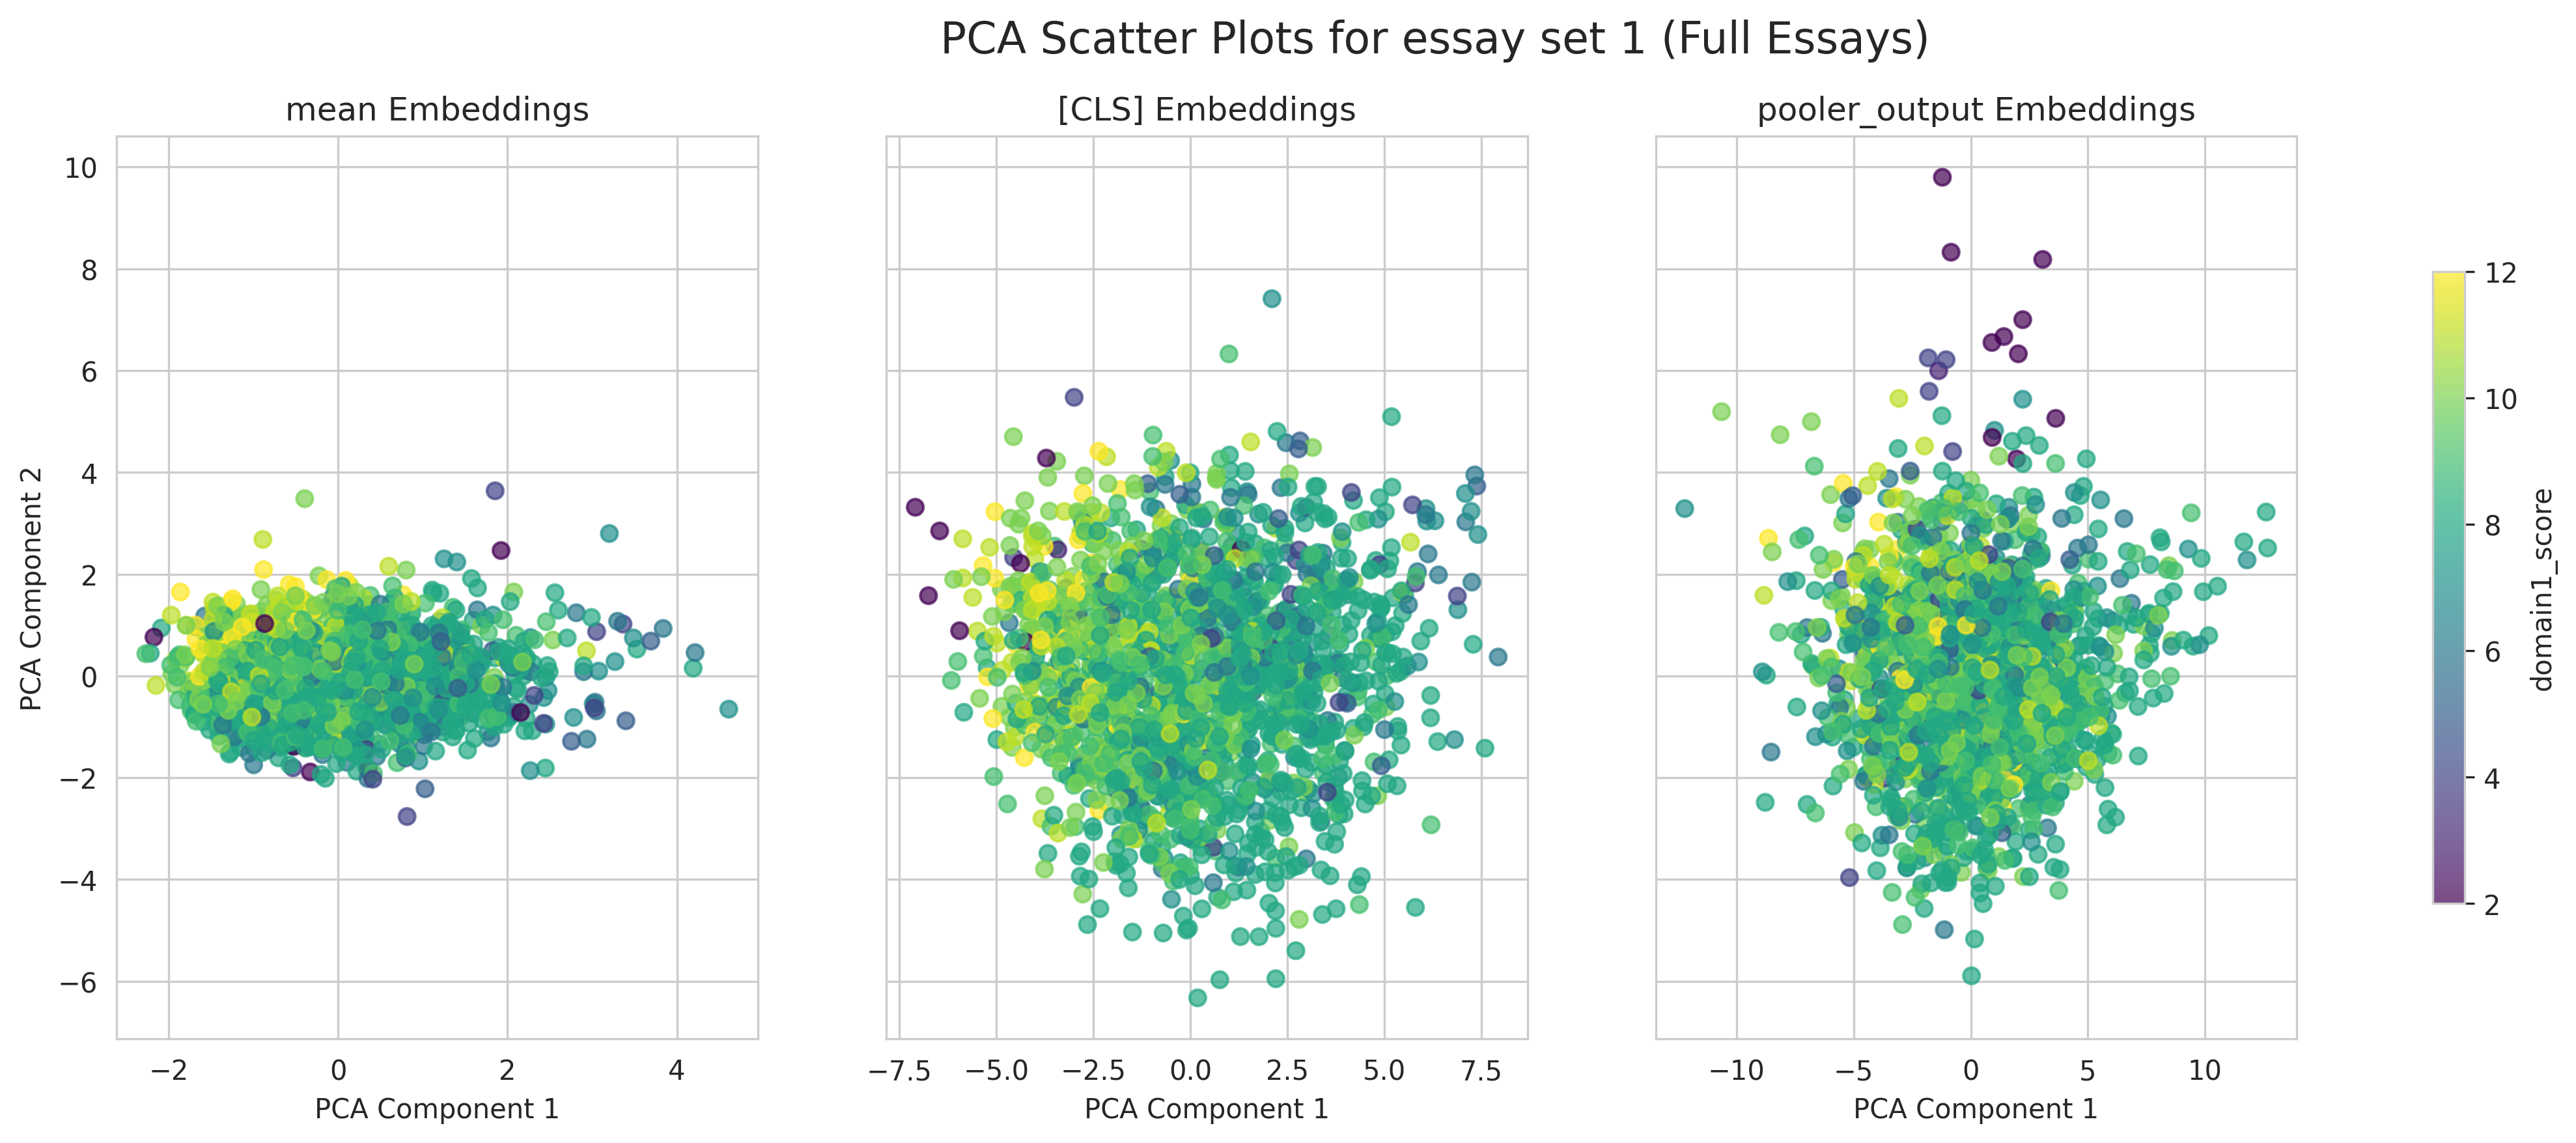 PCA Scatter Plots for essay set 1 (Full Essays)
mean Embeddings
[CLS] Embeddings
pooler_output Embeddings
PCA Component 2
10
8
6
4
2
0
−2
−4
−6
−2 0 2 4
−7.5 −5.0 −2.5 0.0 2.5 5.0 7.5
−10 −5 0 5 10
PCA Component 1
PCA Component 1
PCA Component 1
12
10
8
6
4
2
domain1_score